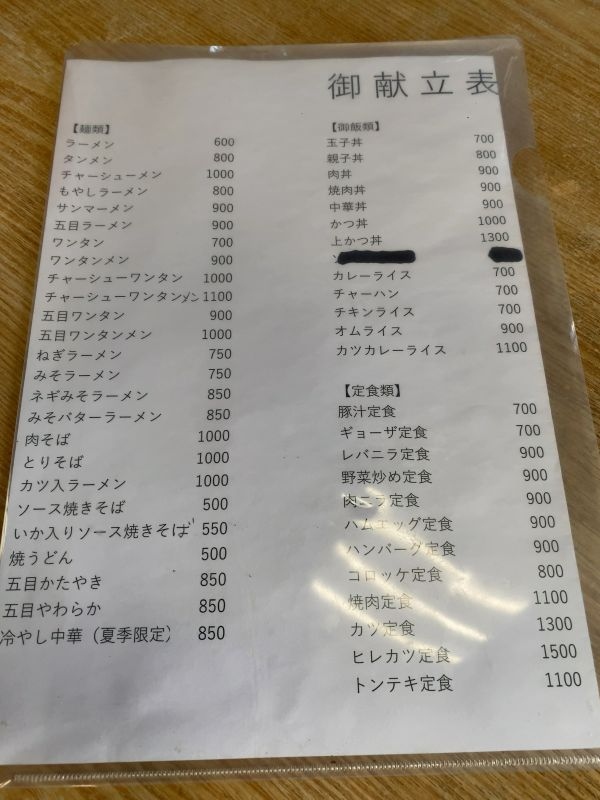 御献立表
【麺類】
ラーメン 600
タンメン 800
チャーシューメン 1000
もやしラーメン 800
サンマーメン 900
五目ラーメン 900
ワンタン 700
ワンタンメン 900
チャーシューワンタン 1000
チャーシューワンタンメン 1100
五目ワンタン 900
五目ワンタンメン 1000
ねぎラーメン 750
みそラーメン 750
ネギみそラーメン 850
みそバターラーメン 850
肉そば 1000
とりそば 1000
カツ入ラーメン 1000
ソース焼きそば 500
いか入りソース焼きそば 550
焼うどん 500
五目かたやき 850
五目やわらか 850
冷やし中華（夏季限定） 850
【御飯類】
玉子丼 700
親子丼 800
肉丼 900
焼肉丼 900
中華丼 900
かつ丼 1000
上かつ丼 1300
カレーライス 700
チャーハン 700
チキンライス 700
オムライス 900
カツカレーライス 1100
【定食類】
豚汁定食 700
ギョーザ定食 700
レバニラ定食 900
野菜炒め定食 900
肉ニラ定食 900
ハムエッグ定食 900
ハンバーグ定食 900
コロッケ定食 800
焼肉定食 1100
カツ定食 1300
ヒレカツ定食 1500
トンテキ定食 1100